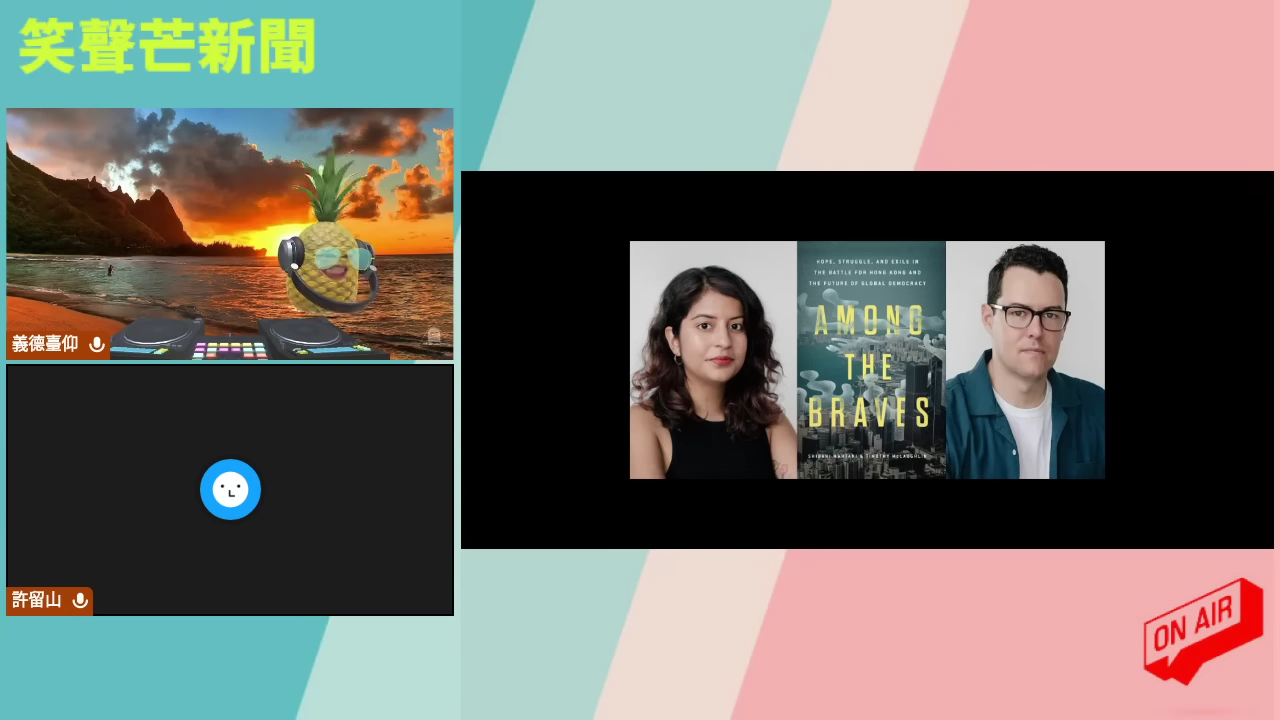 笑聲芒新聞
義德臺仰
許留山
HOPE, STRUGGLE, AND EXILE IN
THE BATTLE FOR HONG KONG AND
THE FUTURE OF GLOBAL DEMOCRACY
AMONG
THE
BRAVES
SHIBANI MAHTANI & TIMOTHY McLAUGHLIN
ON AIR